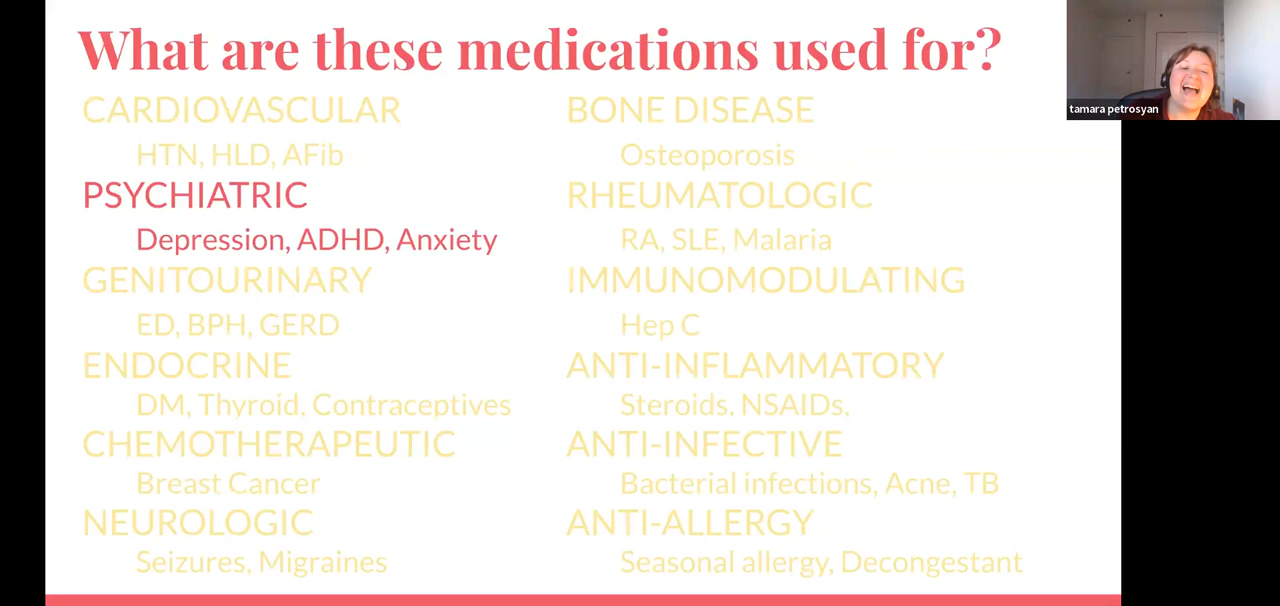 What are these medications used for?
CARDIOVASCULAR
HTN, HLD, AFib
PSYCHIATRIC
Depression, ADHD, Anxiety
GENITOURINARY
ED, BPH, GERD
ENDOCRINE
DM, Thyroid, Contraceptives
CHEMOTHERAPEUTIC
Breast Cancer
NEUROLOGIC
Seizures, Migraines
BONE DISEASE
Osteoporosis
RHEUMATOLOGIC
RA, SLE, Malaria
IMMUNOMODULATING
Hep C
ANTI-INFLAMMATORY
Steroids, NSAIDs,
ANTI-INFECTIVE
Bacterial infections, Acne, TB
ANTI-ALLERGY
Seasonal allergy, Decongestant
tamara petrosyan